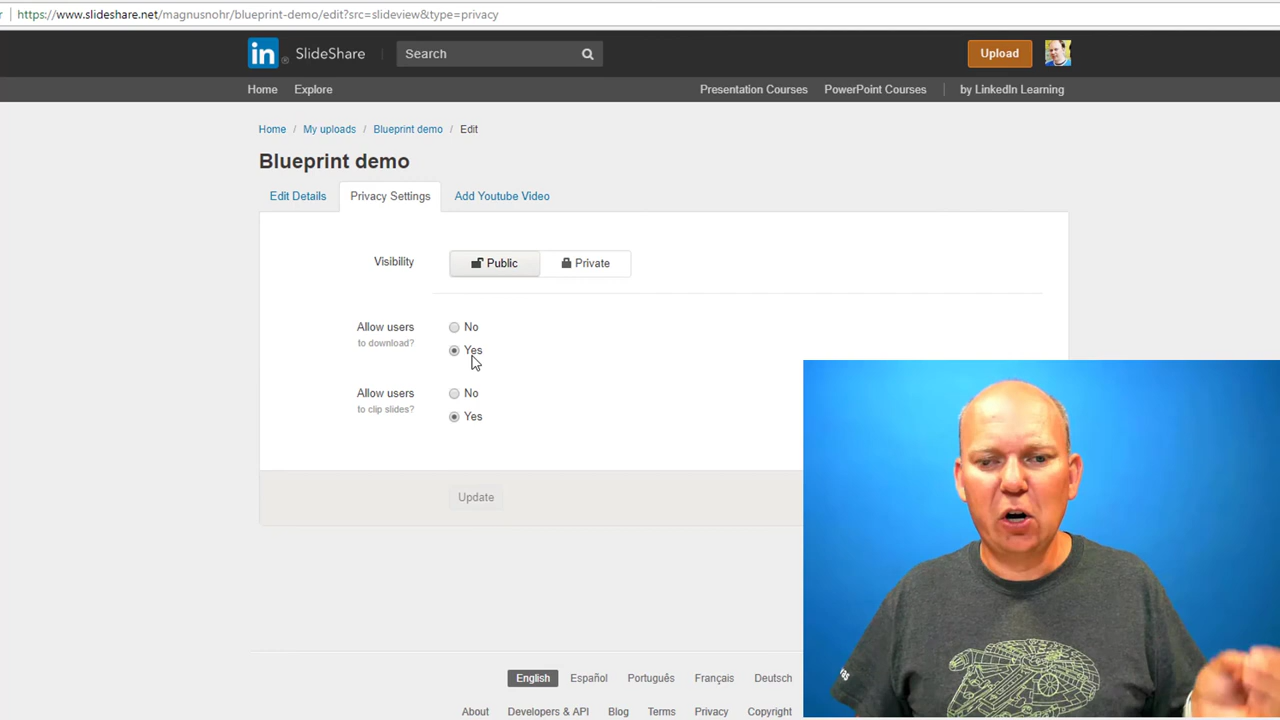 https://www.slideshare.net/magnusnohr/blueprint-demo/edit?src=slideview&type=privacy
in SlideShare Search Upload
Home Explore Presentation Courses PowerPoint Courses by LinkedIn Learning
Home / My uploads / Blueprint demo / Edit
Blueprint demo
Edit Details Privacy Settings Add Youtube Video
Visibility Public Private
Allow users No
to download?
Yes
Allow users No
to clip slides?
Yes
Update
English Español Português Français Deutsch
About Developers & API Blog Terms Privacy Copyright